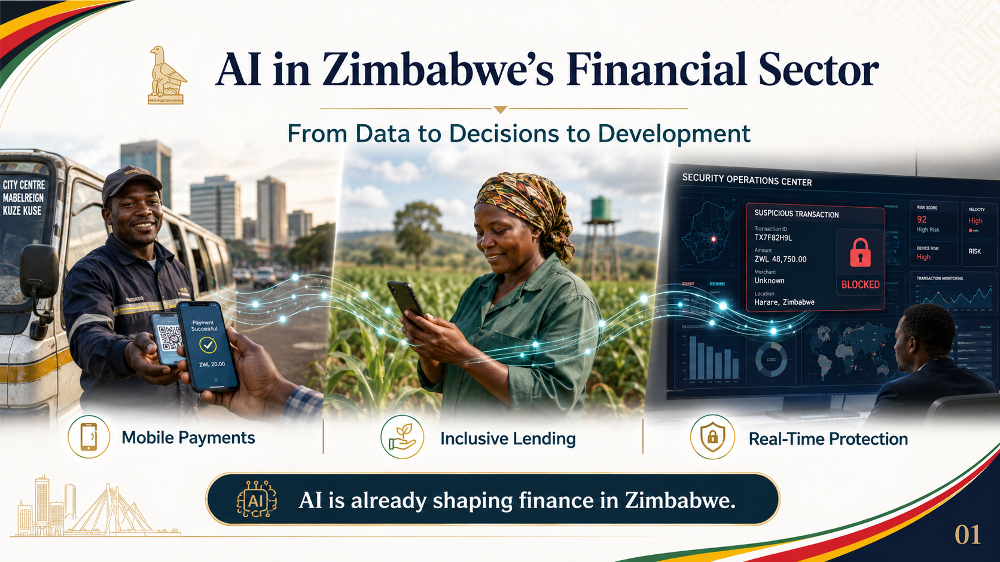 AI in Zimbabwe's Financial Sector
From Data to Decisions to Development
CITY CENTRE
MABELREIGN
KUZE KUSE
Payment
Successful
ZWL 20.00
SECURITY OPERATIONS CENTER
SUSPICIOUS TRANSACTION
Transaction ID
TX7F82H9L
Amount
ZWL 48,750.00
Merchant
Unknown
Location
Harare, Zimbabwe
BLOCKED
RISK SCORE
92
High Risk
DEVICE RISK
High
VELOCITY
High
RISK
TRANSACTION MONITORING
Mobile Payments
Inclusive Lending
Real-Time Protection
AI
AI is already shaping finance in Zimbabwe.
01